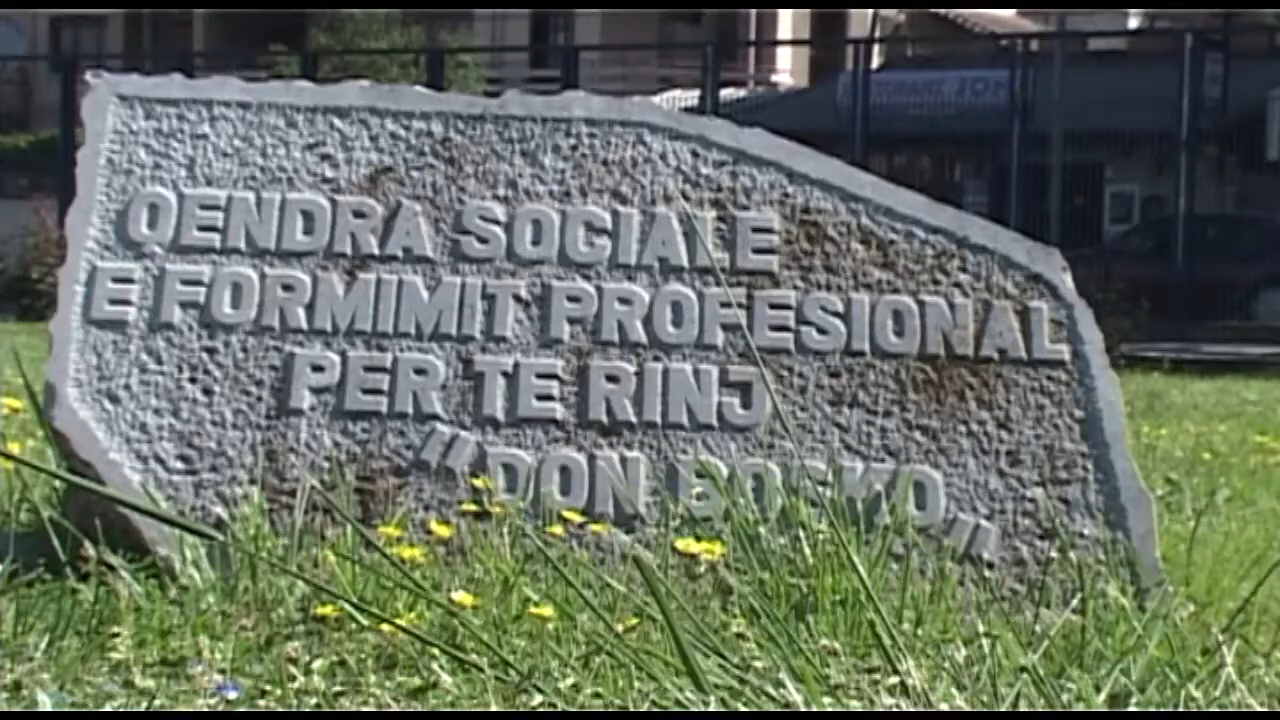 QENDRA SOCIALE
E FORMIMIT PROFESIONAL
PER TE RINJ
"DON BOSKO"